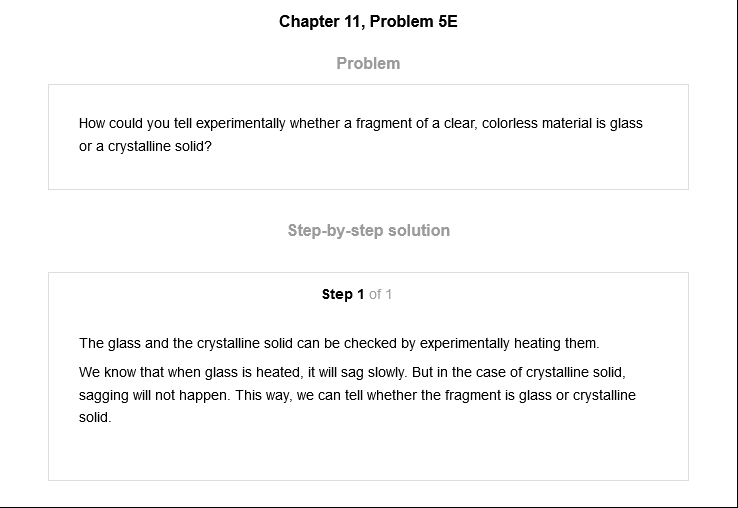 Chapter 11, Problem 5E
Problem
How could you tell experimentally whether a fragment of a clear, colorless material is glass
or a crystalline solid?
Step-by-step solution
Step 1 of 1
The glass and the crystalline solid can be checked by experimentally heating them.
We know that when glass is heated, it will sag slowly. But in the case of crystalline solid,
sagging will not happen. This way, we can tell whether the fragment is glass or crystalline
solid.